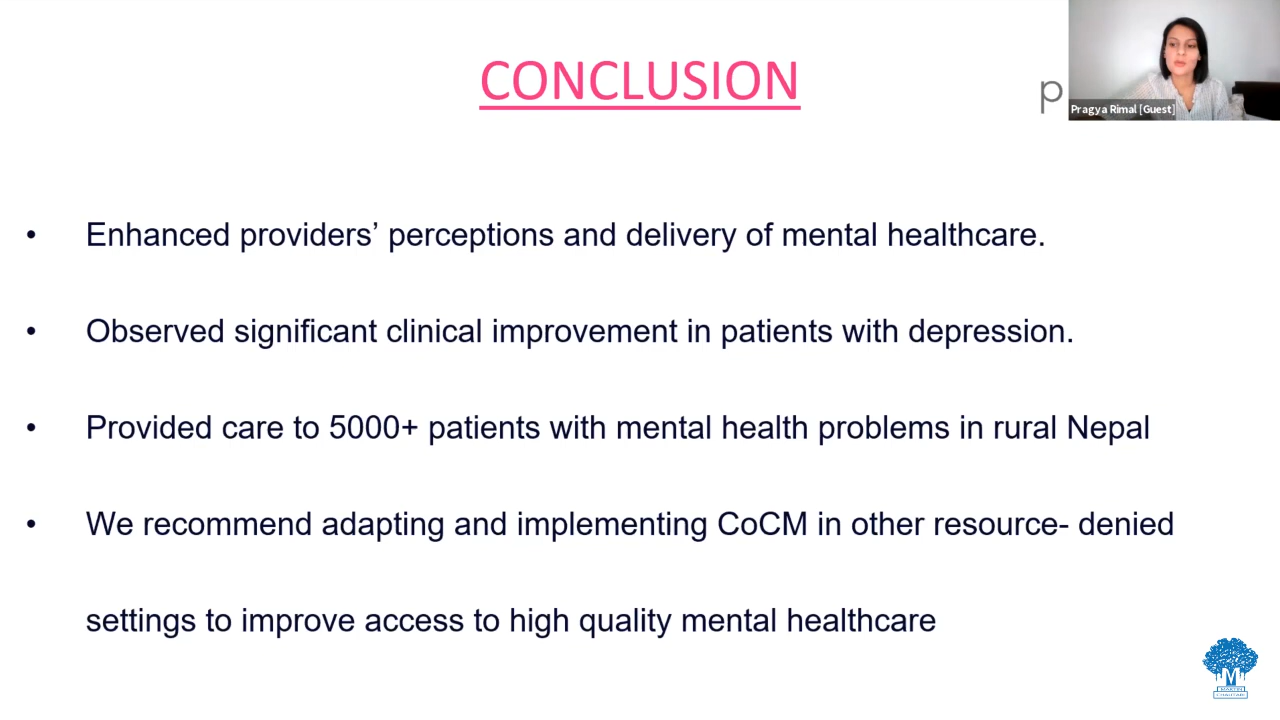 CONCLUSION
p
Pragya Rimal [Guest]
• Enhanced providers’ perceptions and delivery of mental healthcare.
• Observed significant clinical improvement in patients with depression.
• Provided care to 5000+ patients with mental health problems in rural Nepal
• We recommend adapting and implementing CoCM in other resource- denied
settings to improve access to high quality mental healthcare
M
MARTIN
CHAUTARI